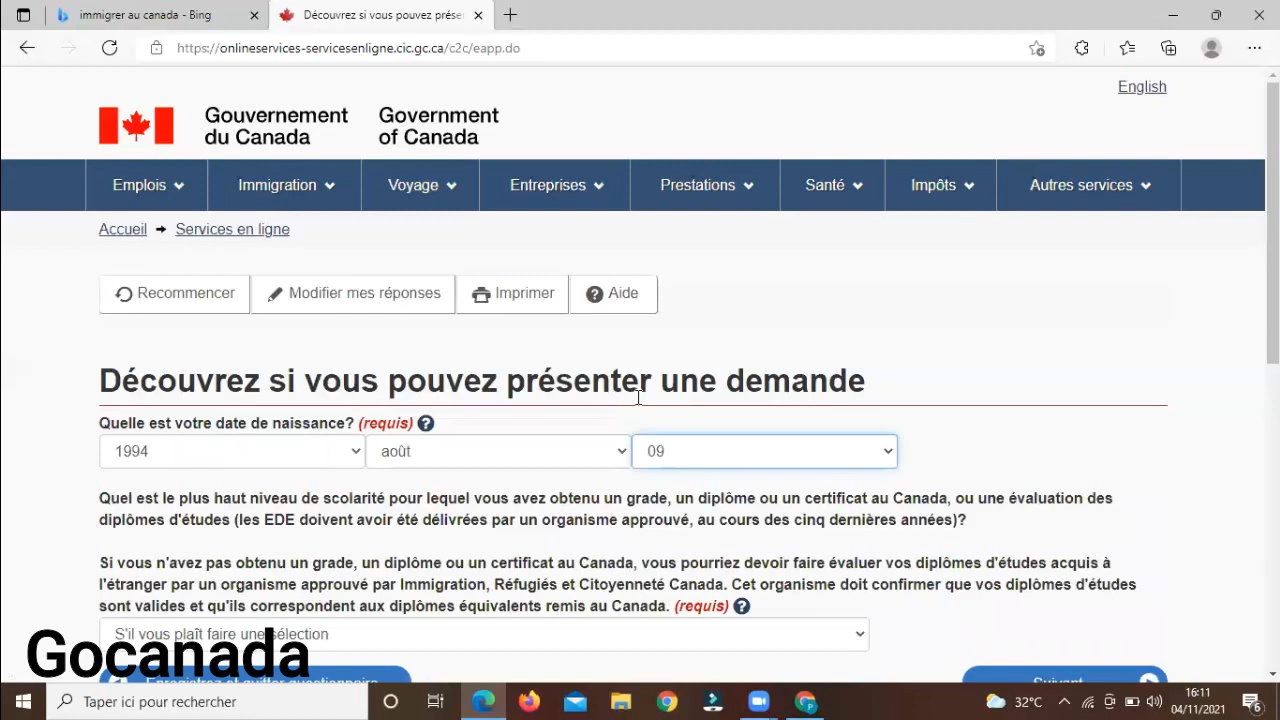 immigrer au canada - Bing
Découvrez si vous pouvez prése
https://onlineservices-servicesenligne.cic.gc.ca/c2c/eapp.do
English
Gouvernement du Canada
Government of Canada
Emplois
Immigration
Voyage
Entreprises
Prestations
Santé
Impôts
Autres services
Accueil
Services en ligne
Recommencer
Modifier mes réponses
Imprimer
Aide
Découvrez si vous pouvez présenter une demande
Quelle est votre date de naissance? (requis)
1994
août
09
Quel est le plus haut niveau de scolarité pour lequel vous avez obtenu un grade, un diplôme ou un certificat au Canada, ou une évaluation des
diplômes d'études (les EDE doivent avoir été délivrées par un organisme approuvé, au cours des cinq dernières années)?
Si vous n'avez pas obtenu un grade, un diplôme ou un certificat au Canada, vous pourriez devoir faire évaluer vos diplômes d'études acquis à
l'étranger par un organisme approuvé par Immigration, Réfugiés et Citoyenneté Canada. Cet organisme doit confirmer que vos diplômes d'études
sont valides et qu'ils correspondent aux diplômes équivalents remis au Canada. (requis)
S'il vous plaît faire une sélection
Gocanada
Enregistrez et quitter questionnaire
Suivant
Taper ici pour rechercher
32°C
16:11
04/11/2021
6